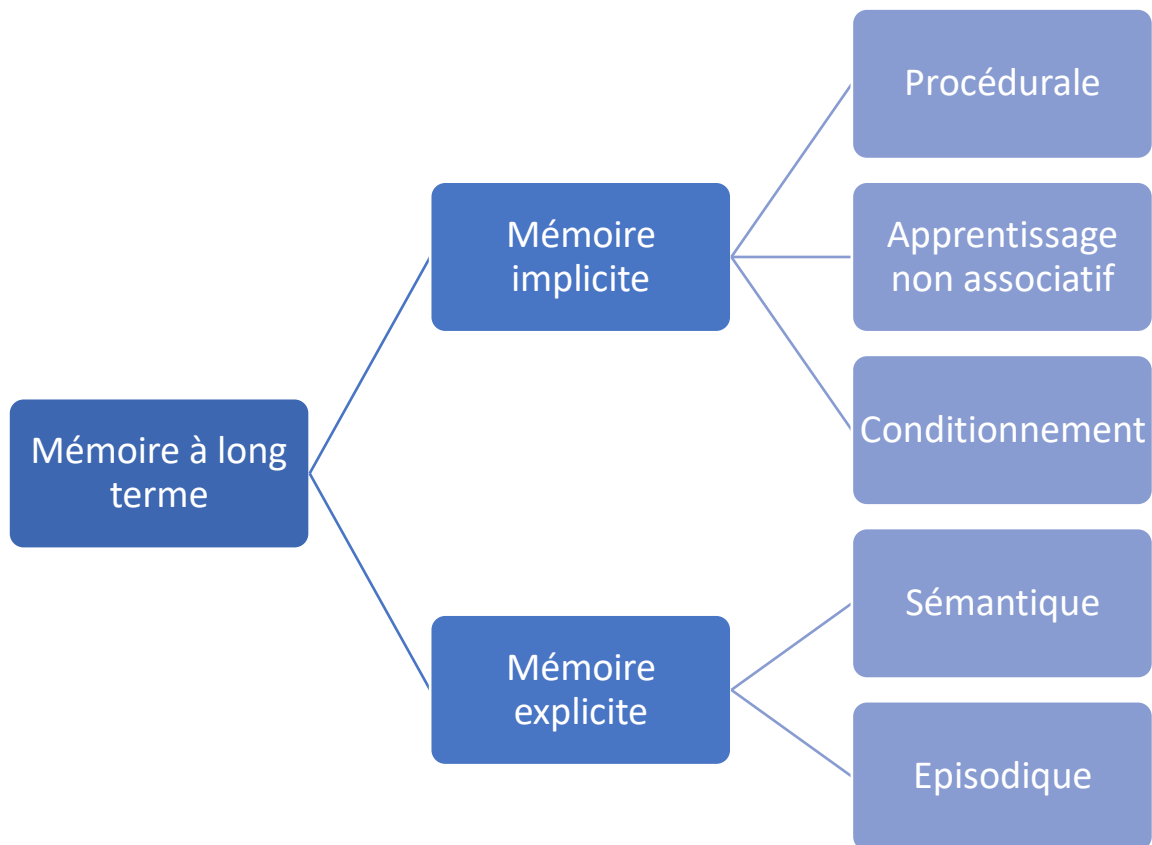 Procédurale
Mémoire
implicite
Apprentissage
non associatif
Conditionnement
Mémoire à long
terme
Sémantique
Mémoire
explicite
Episodique